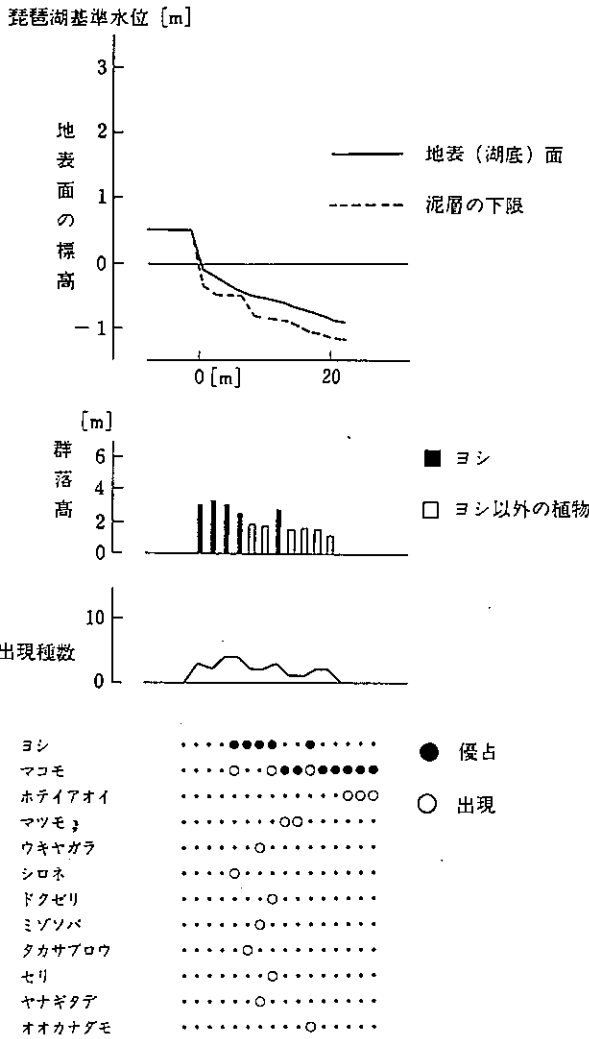 琵琶湖基準水位 [m]
3
2
1
0
－1
地表面の標高
地表 (湖底) 面
泥層の下限
0 [m]
20
[m]
群落高
6
4
2
0
ヨシ
ヨシ以外の植物
10
出現種数
0
ヨシ
マコモ
ホテイアオイ
マツモ
ウキヤガラ
シロネ
ドクゼリ
ミゾソバ
タカサブロウ
セリ
ヤナギタデ
オオカナダモ
優占
出現